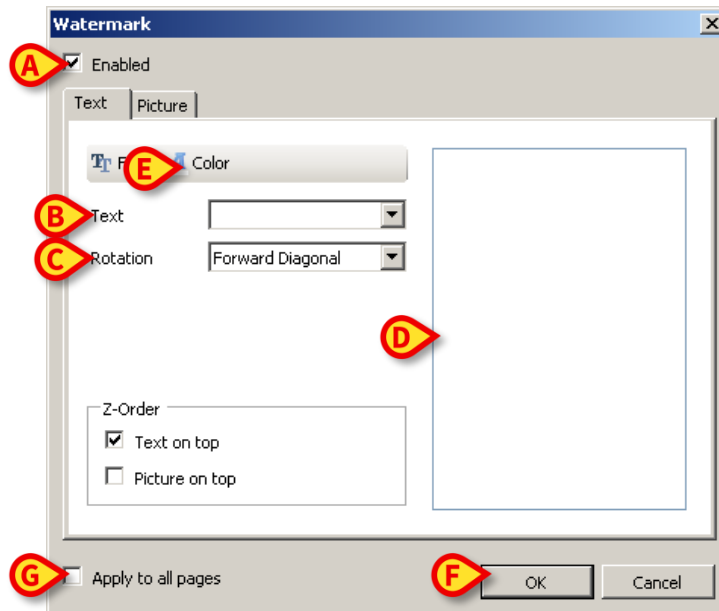 Watermark
A
Enabled
Text Picture
E Color
B Text
C Rotation Forward Diagonal
D
Z-Order
Text on top
Picture on top
G Apply to all pages
F OK Cancel